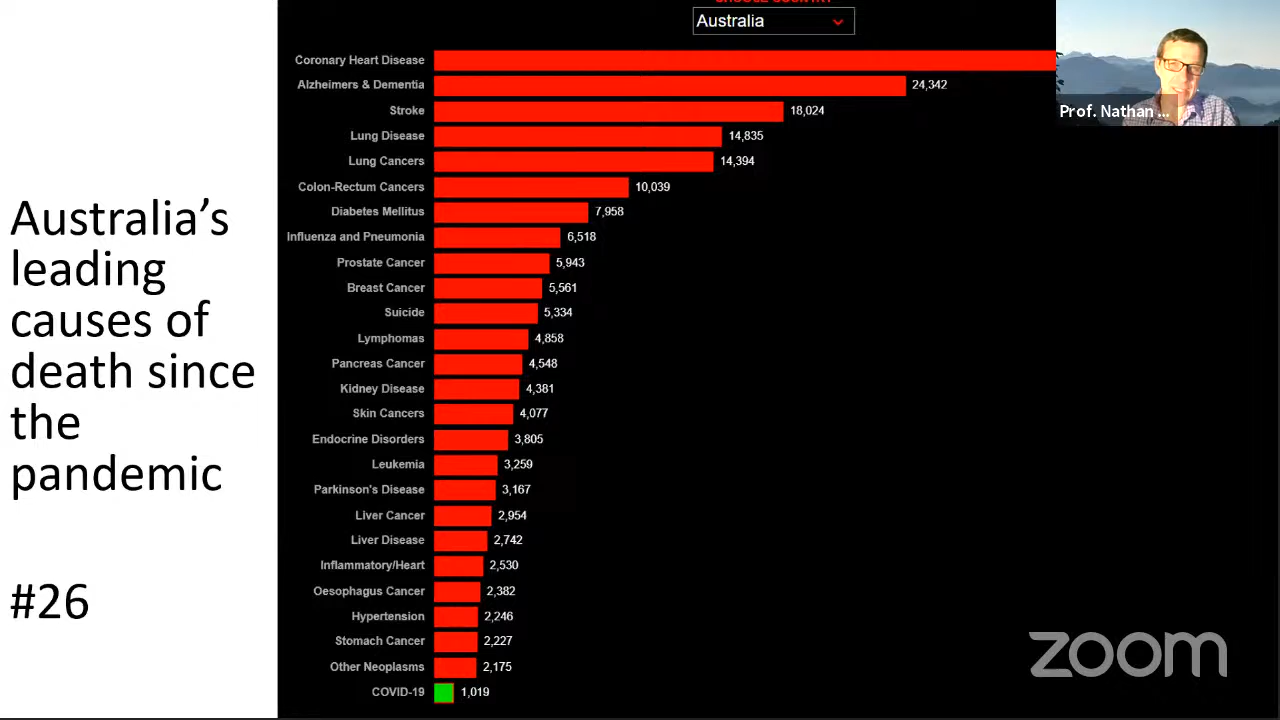 Australia
Coronary Heart Disease
Alzheimers & Dementia 24,342
Stroke 18,024
Lung Disease 14,835
Lung Cancers 14,394
Colon-Rectum Cancers 10,039
Diabetes Mellitus 7,958
Influenza and Pneumonia 6,518
Prostate Cancer 5,943
Breast Cancer 5,561
Suicide 5,334
Lymphomas 4,858
Pancreas Cancer 4,548
Kidney Disease 4,381
Skin Cancers 4,077
Endocrine Disorders 3,805
Leukemia 3,259
Parkinson's Disease 3,167
Liver Cancer 2,954
Liver Disease 2,742
Inflammatory/Heart 2,530
Oesophagus Cancer 2,382
Hypertension 2,246
Stomach Cancer 2,227
Other Neoplasms 2,175
COVID-19 1,019
Australia's
leading
causes of
death since
the
pandemic
#26
Prof. Nathan ...
zoom